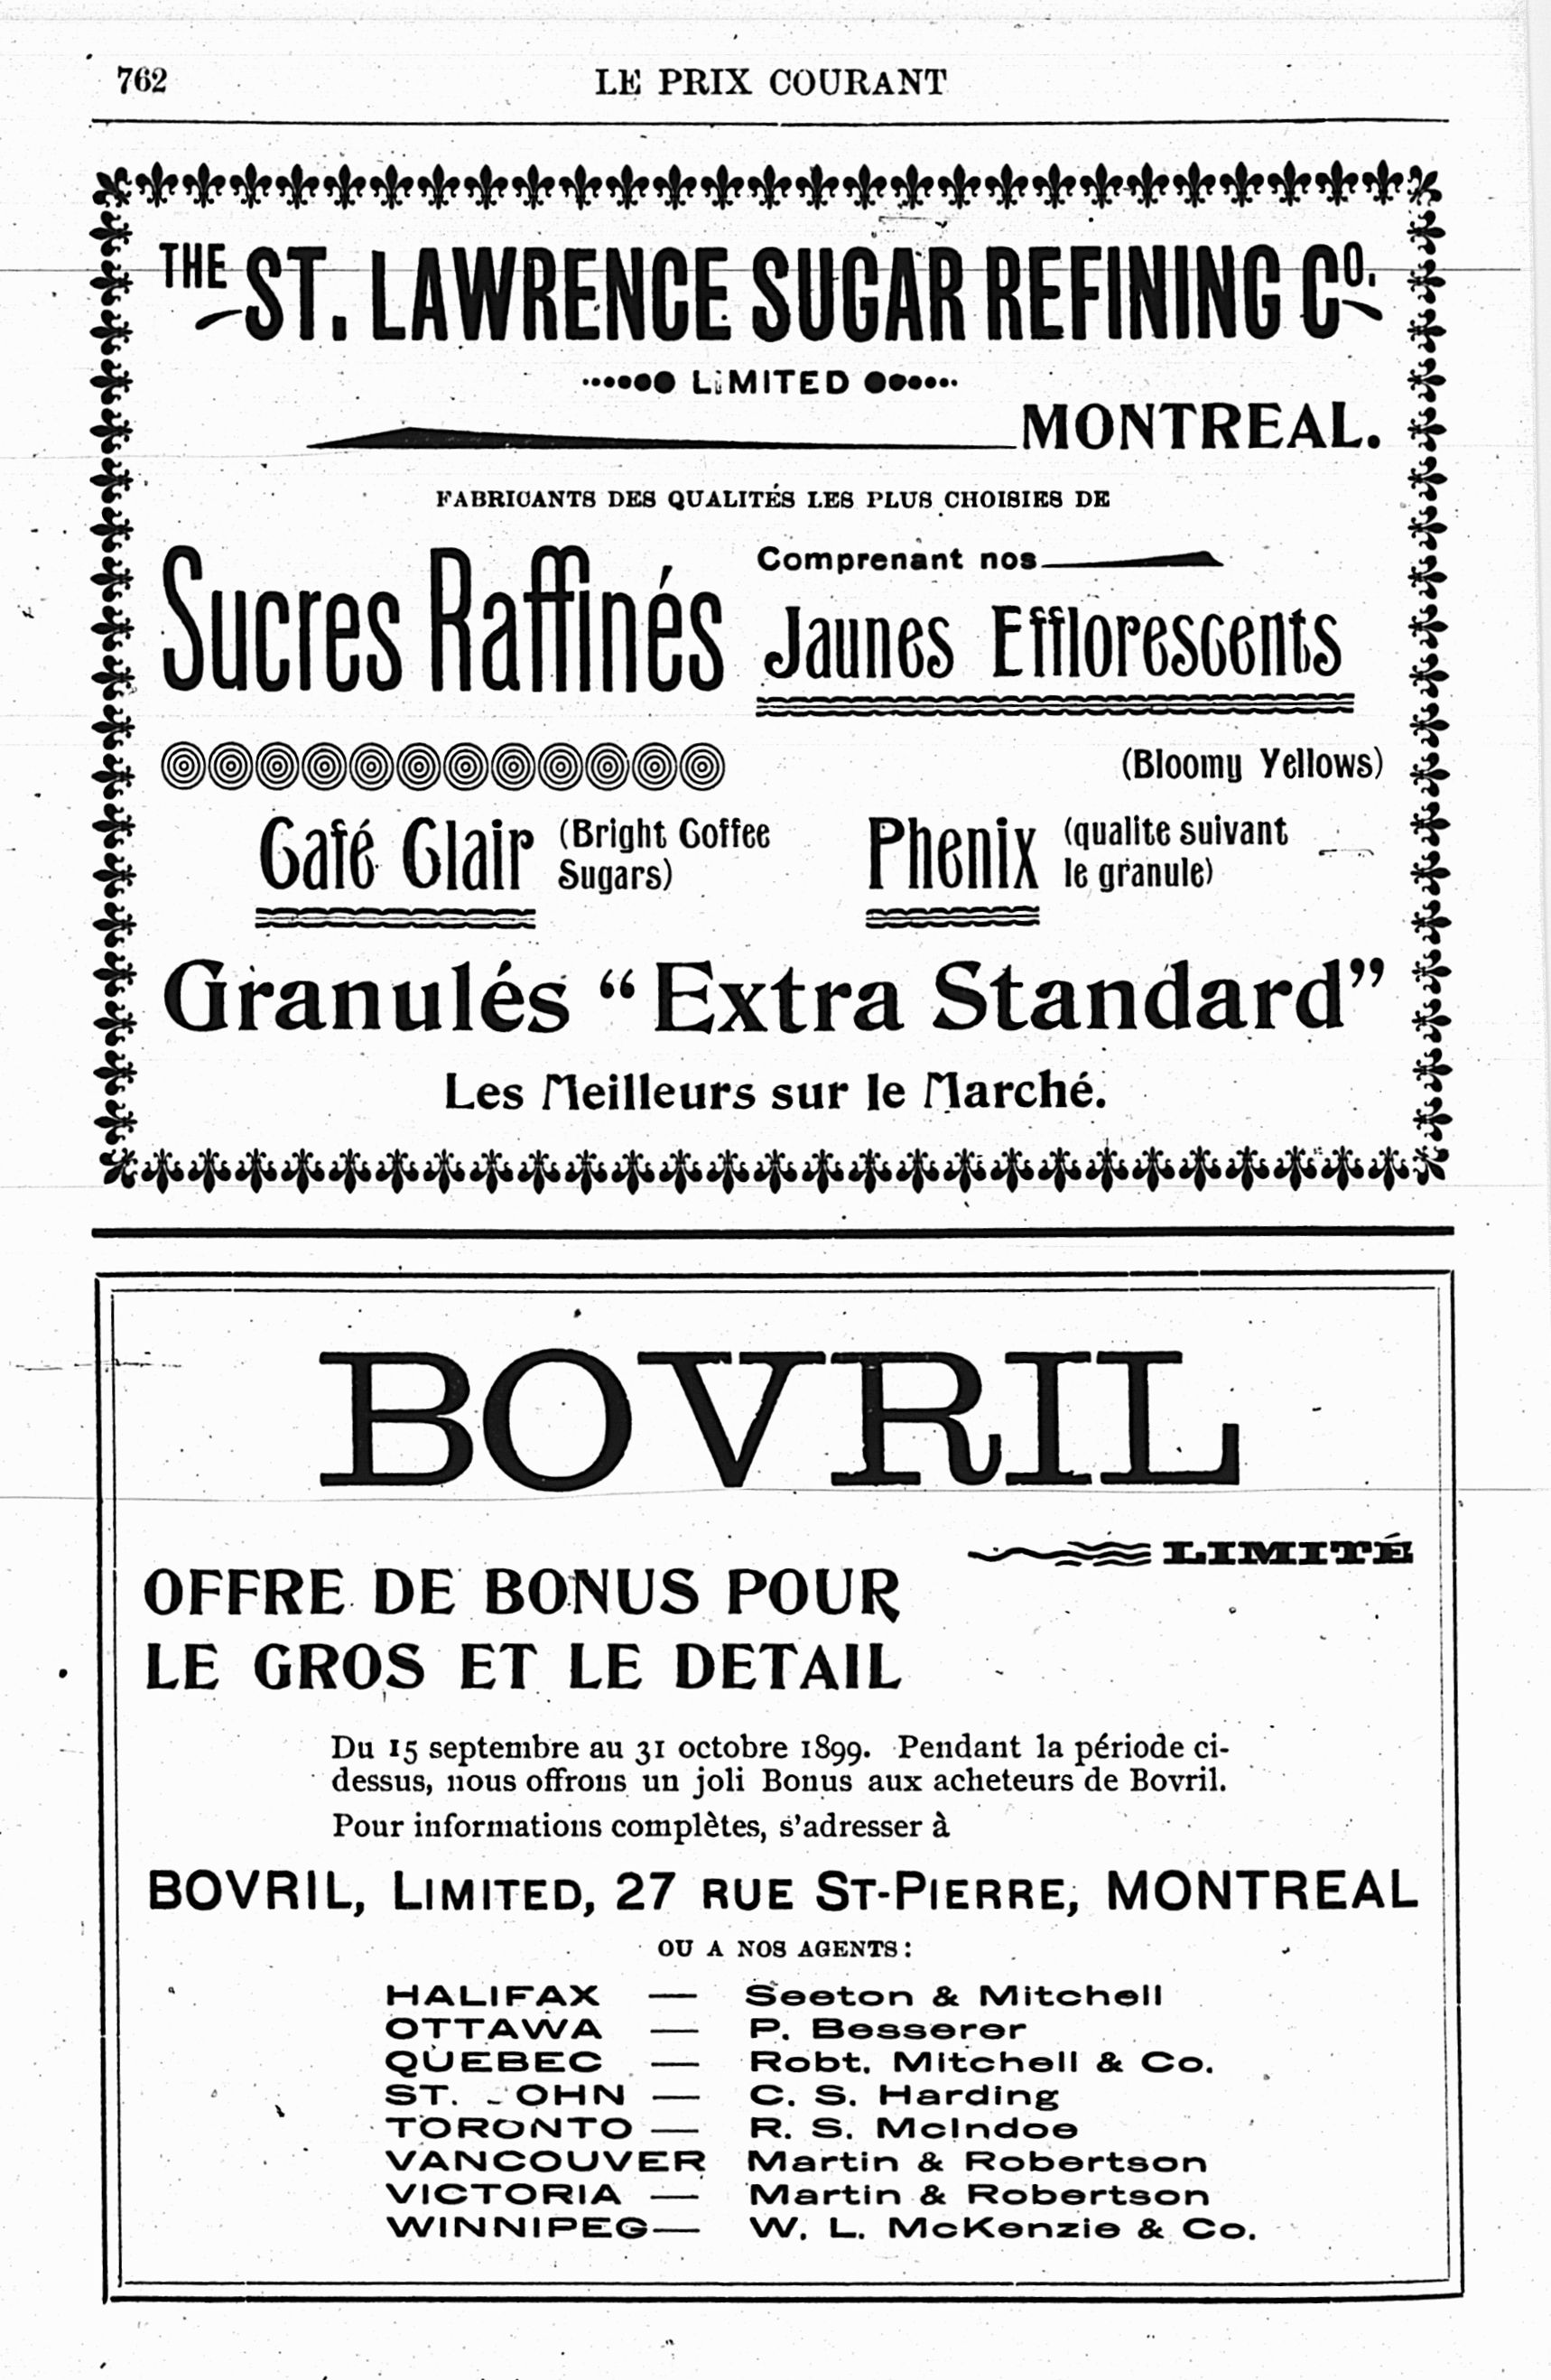 762 LE PRIX COURANT
THE ST. LAWRENCE SUGAR REFINING CO.
LIMITED
MONTREAL.
FABRICANTS DES QUALITÉS LES PLUS CHOISIES DE
Sucres Raffinés
Comprenant nos
Jaunes Efflorescents
(Bloomy Yellows)
Café Clair (Bright Coffee
Sugars)
Phenix (qualite suivant
le granule)
Granulés “Extra Standard”
Les Meilleurs sur le Marché.
BOVRIL
LIMITÉ
OFFRE DE BONUS POUR
LE GROS ET LE DETAIL
Du 15 septembre au 31 octobre 1899. Pendant la période ci-
dessus, nous offrons un joli Bonus aux acheteurs de Bovril.
Pour informations complètes, s'adresser à
BOVRIL, LIMITED, 27 RUE ST-PIERRE, MONTREAL
OU A NOS AGENTS:
HALIFAX — Seeton & Mitchell
OTTAWA — P. Besserer
QUEBEC — Robt. Mitchell & Co.
ST. JOHN — C. S. Harding
TORONTO — R. S. McIndoe
VANCOUVER Martin & Robertson
VICTORIA — Martin & Robertson
WINNIPEG — W. L. McKenzie & Co.